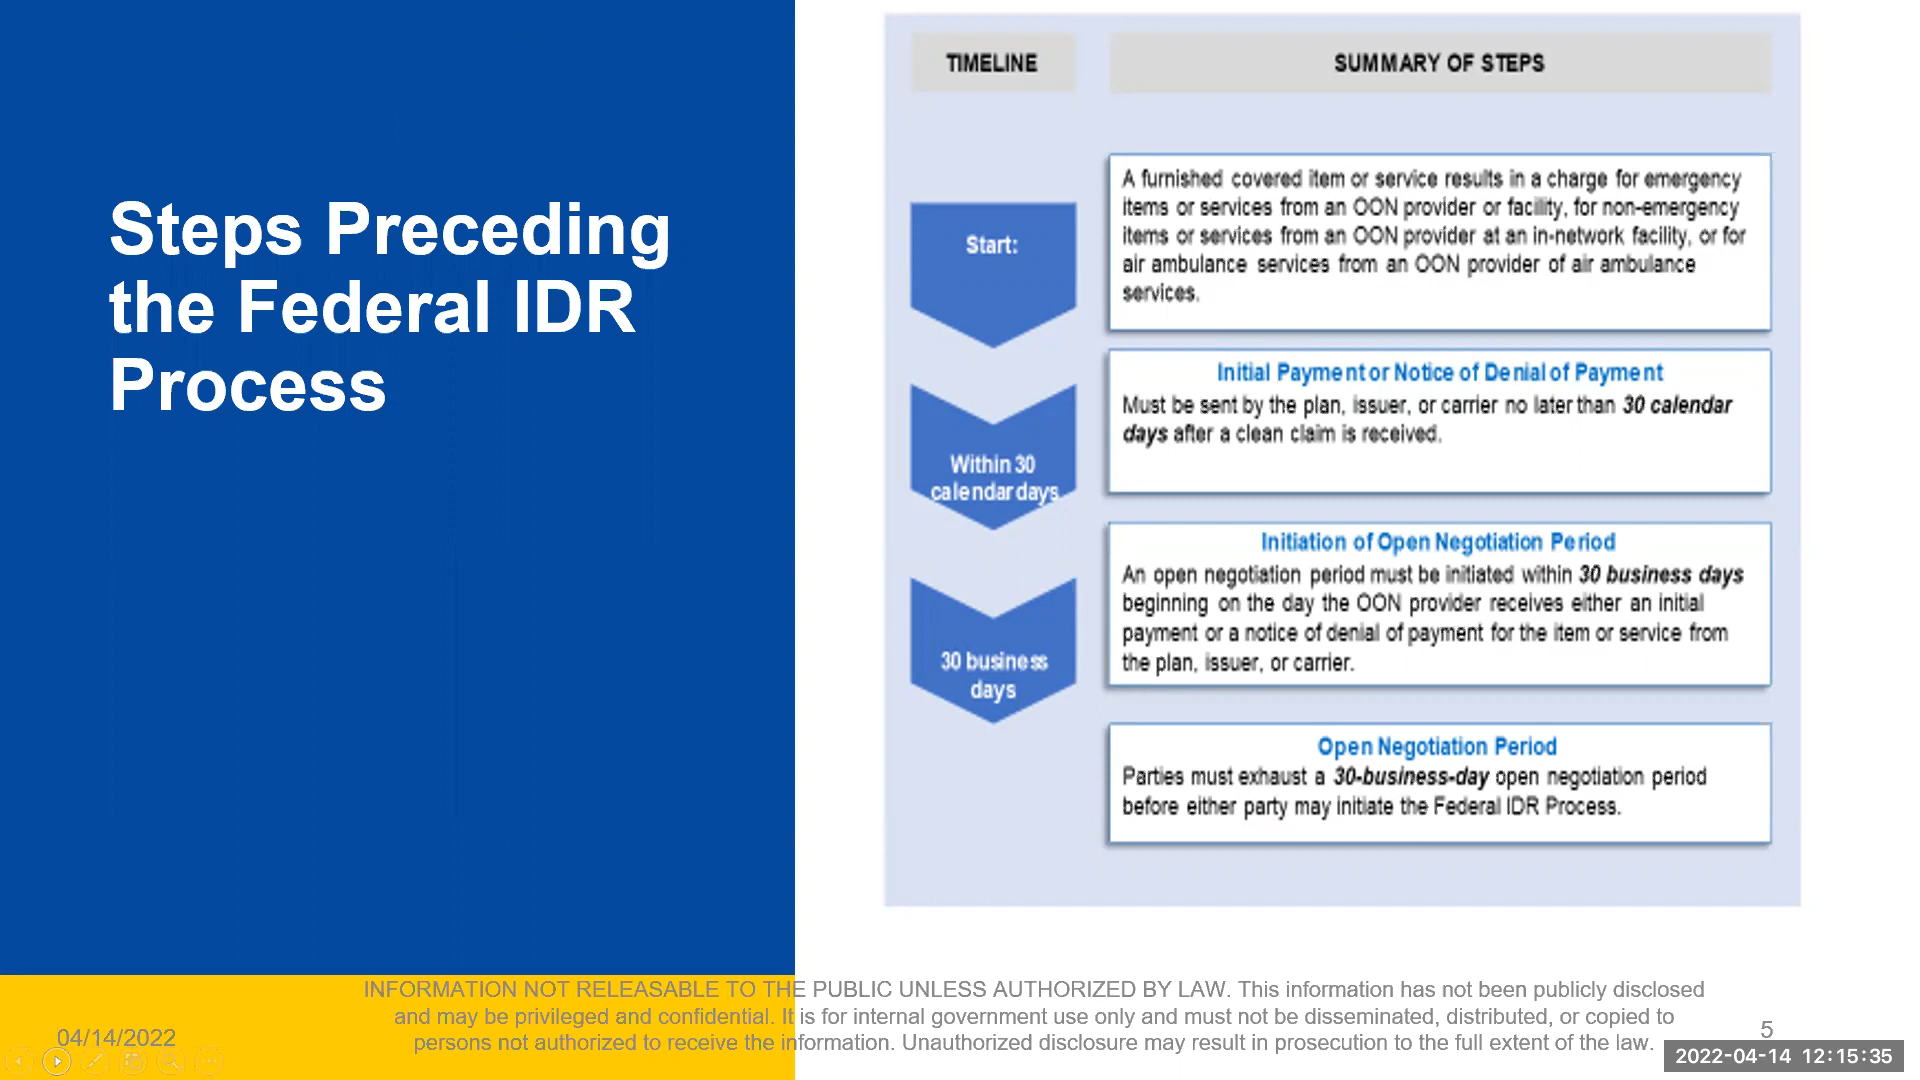 Steps Preceding
the Federal IDR
Process
TIMELINE
SUMMARY OF STEPS
Start:
A furnished covered item or service results in a charge for emergency
items or services from an OON provider or facility, for non-emergency
items or services from an OON provider at an in-network facility, or for
air ambulance services from an OON provider of air ambulance
services.
Within 30
calendar days
Initial Payment or Notice of Denial of Payment
Must be sent by the plan, issuer, or carrier no later than 30 calendar
days after a clean claim is received.
30 business
days
Initiation of Open Negotiation Period
An open negotiation period must be initiated within 30 business days
beginning on the day the OON provider receives either an initial
payment or a notice of denial of payment for the item or service from
the plan, issuer, or carrier.
Open Negotiation Period
Parties must exhaust a 30-business-day open negotiation period
before either party may initiate the Federal IDR Process.
INFORMATION NOT RELEASABLE TO THE PUBLIC UNLESS AUTHORIZED BY LAW. This information has not been publicly disclosed
and may be privileged and confidential. It is for internal government use only and must not be disseminated, distributed, or copied to
persons not authorized to receive the information. Unauthorized disclosure may result in prosecution to the full extent of the law.
04/14/2022
5
2022-04-14 12:15:35